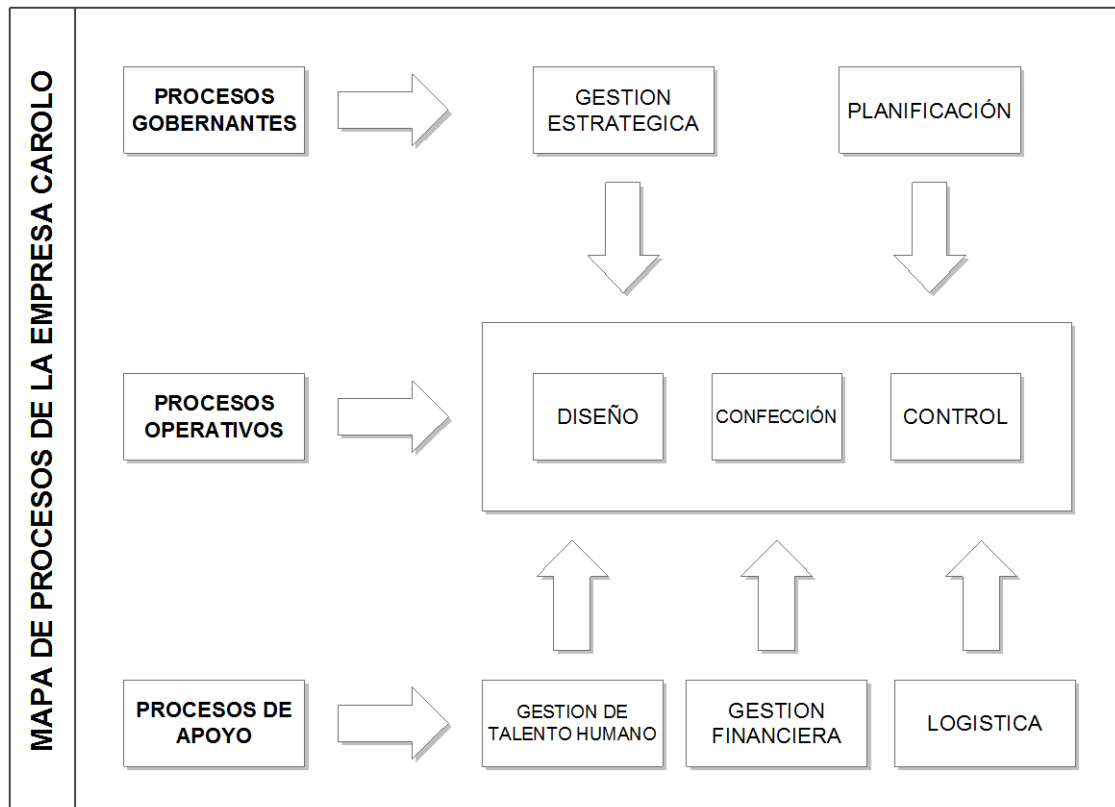 MAPA DE PROCESOS DE LA EMPRESA CAROLO
PROCESOS
GOBERNANTES
GESTION
ESTRATEGICA
PLANIFICACIÓN
PROCESOS
OPERATIVOS
DISEÑO
CONFECCIÓN
CONTROL
PROCESOS DE
APOYO
GESTION DE
TALENTO HUMANO
GESTION
FINANCIERA
LOGISTICA